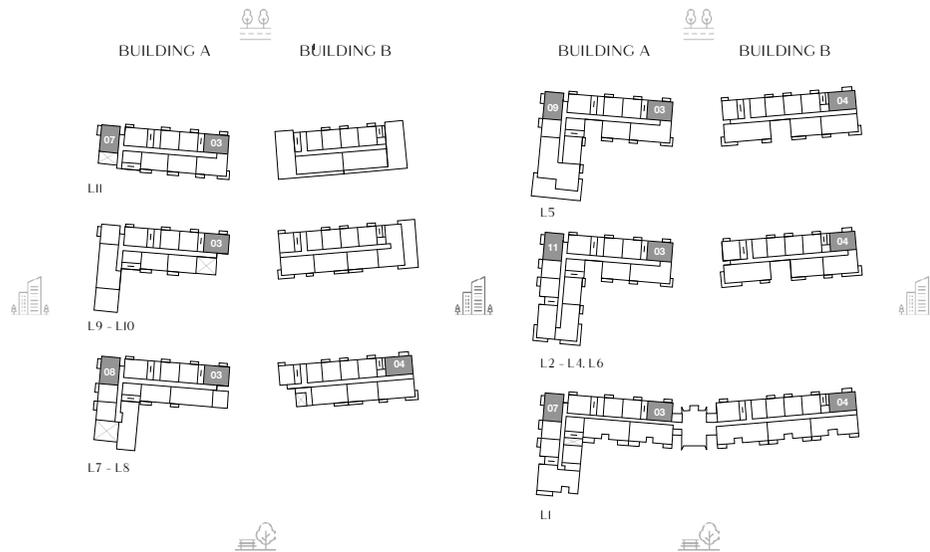 BUILDING A
BUILDING B
07
03
L11
03
L9 - L10
08
03
04
L7 - L8
BUILDING A
BUILDING B
09
03
04
L5
11
03
04
L2 - L4, L6
07
03
04
L1